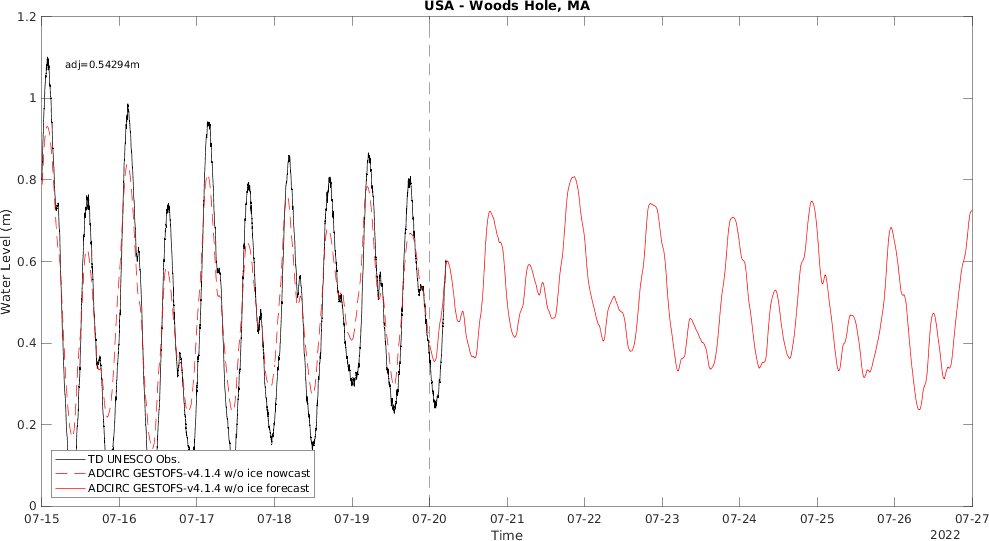 USA - Woods Hole, MA
1.2
1
0.8
0.6
0.4
0.2
0
Water Level (m)
adj=0.54294m
TD UNESCO Obs.
ADCIRC GESTOFS-v4.1.4 w/o ice nowcast
ADCIRC GESTOFS-v4.1.4 w/o ice forecast
07-15 07-16 07-17 07-18 07-19 07-20 07-21 07-22 07-23 07-24 07-25 07-26 07-27
Time
2022